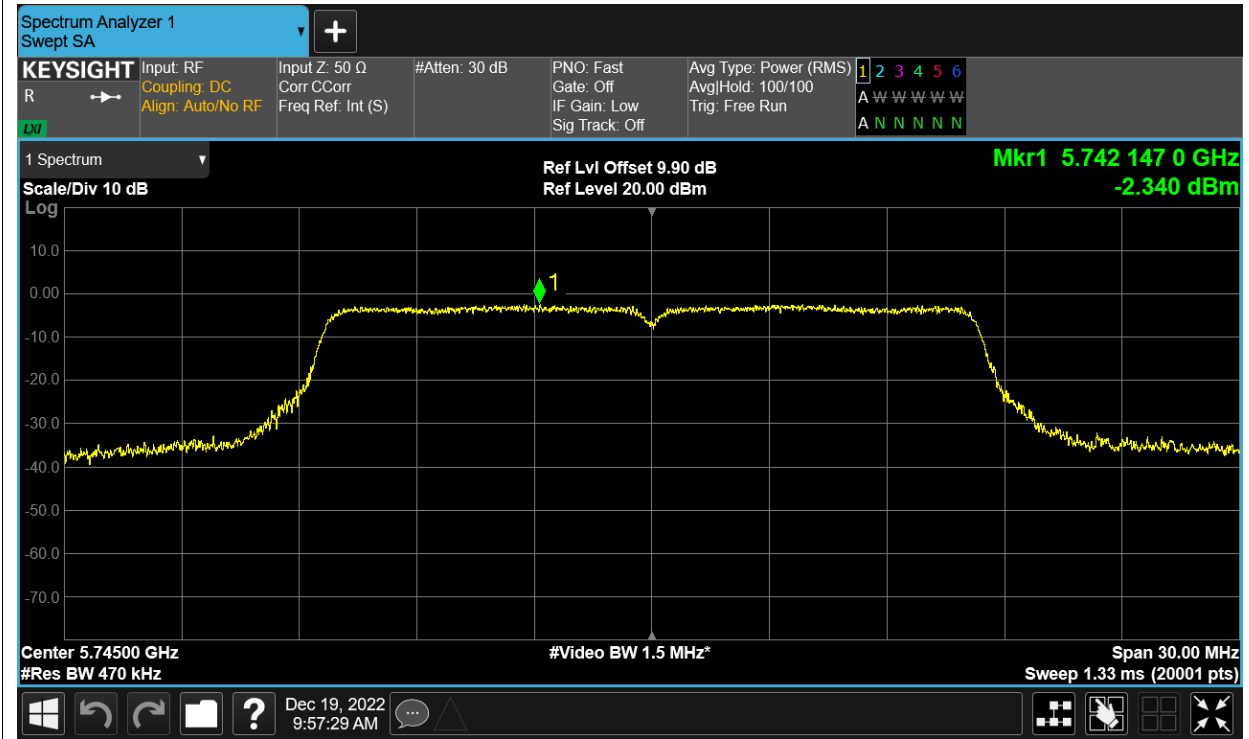 Spectrum Analyzer 1
Swept SA
+
KEYSIGHT
R
LXI
Input: RF
Coupling: DC
Align: Auto/No RF
Input Z: 50 Ω
Corr CCorr
Freq Ref: Int (S)
#Atten: 30 dB
PNO: Fast
Gate: Off
IF Gain: Low
Sig Track: Off
Avg Type: Power (RMS)
Avg|Hold: 100/100
Trig: Free Run
1 2 3 4 5 6
A W W W W W
A N N N N N
1 Spectrum
Scale/Div 10 dB
Log
Ref Lvl Offset 9.90 dB
Ref Level 20.00 dBm
Mkr1 5.742 147 0 GHz
-2.340 dBm
10.0
0.00
1
-10.0
-20.0
-30.0
-40.0
-50.0
-60.0
-70.0
Center 5.74500 GHz
#Res BW 470 kHz
#Video BW 1.5 MHz*
Span 30.00 MHz
Sweep 1.33 ms (20001 pts)
?
Dec 19, 2022
9:57:29 AM